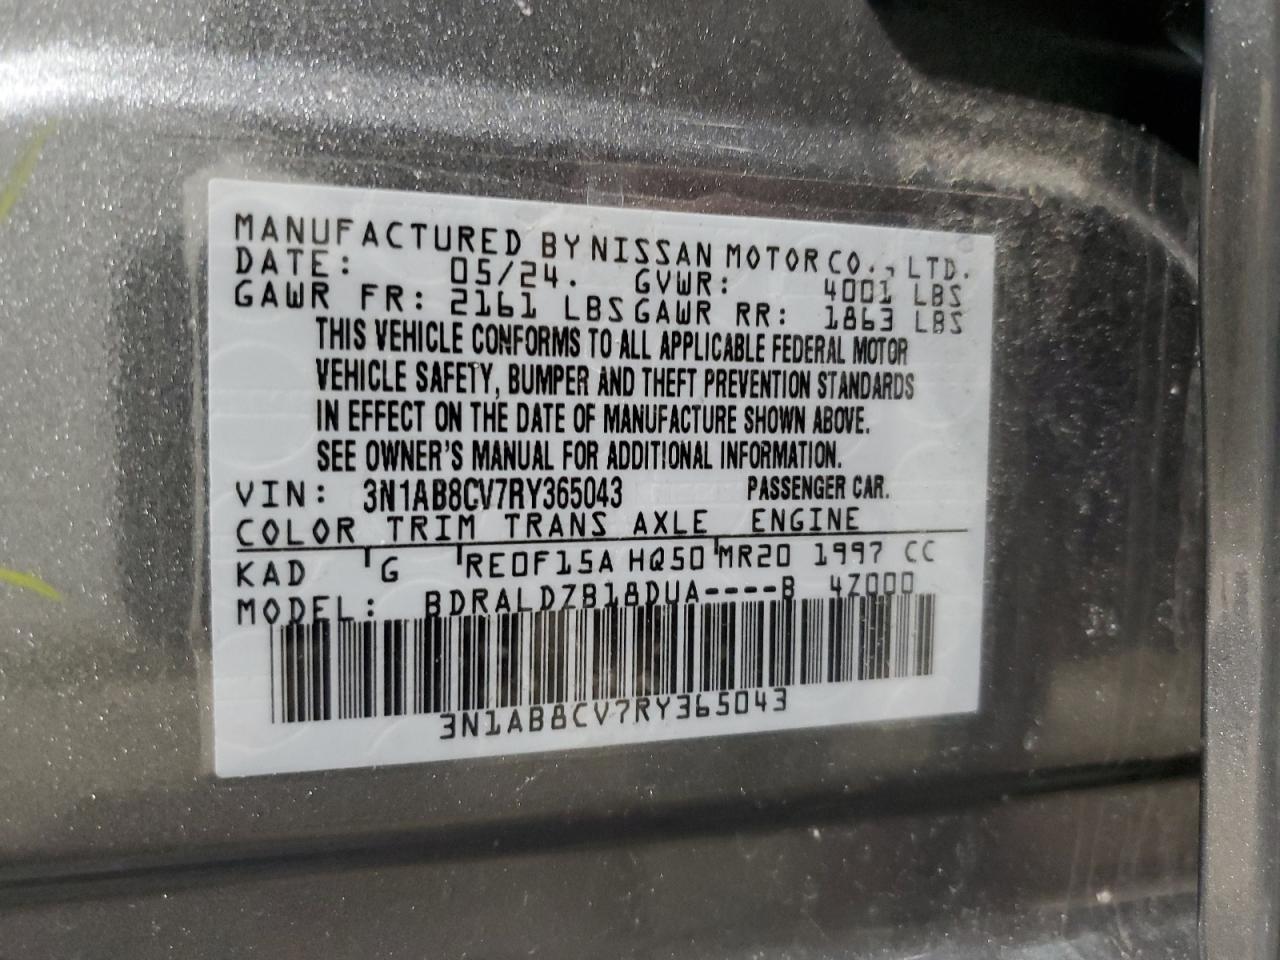 MANUFACTURED BY NISSAN MOTOR CO., LTD.
DATE: 05/24. GVWR: 4001 LBS
GAWR FR: 2161 LBS GAWR RR: 1863 LBS
THIS VEHICLE CONFORMS TO ALL APPLICABLE FEDERAL MOTOR
VEHICLE SAFETY, BUMPER AND THEFT PREVENTION STANDARDS
IN EFFECT ON THE DATE OF MANUFACTURE SHOWN ABOVE.
SEE OWNER'S MANUAL FOR ADDITIONAL INFORMATION.
VIN: 3N1AB8CV7RY365043 PASSENGER CAR.
COLOR TRIM TRANS AXLE ENGINE
KAD G RE0F15A HQ50 MR20 1997 CC
MODEL: BDRALDZB18DUA----B 4Z000
3N1AB8CV7RY365043